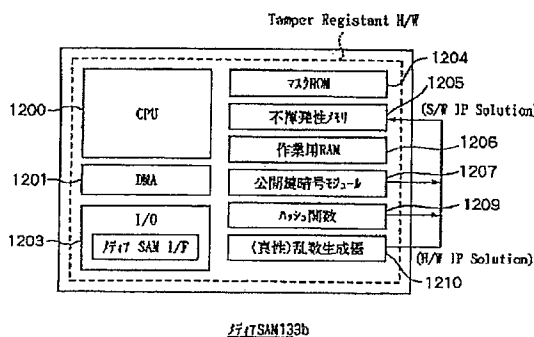 Tamper Registant H/W
1200
CPU
1201
DMA
1203
I/O
メディア SAM I/F
マスクROM
1204
不揮発性メモリ
1205
(S/W IP Solution)
作業用RAM
1206
公開鍵暗号モジュール
1207
ハッシュ関数
1209
(真性)乱数生成器
1210
(H/W IP Solution)
メディアSAM133b